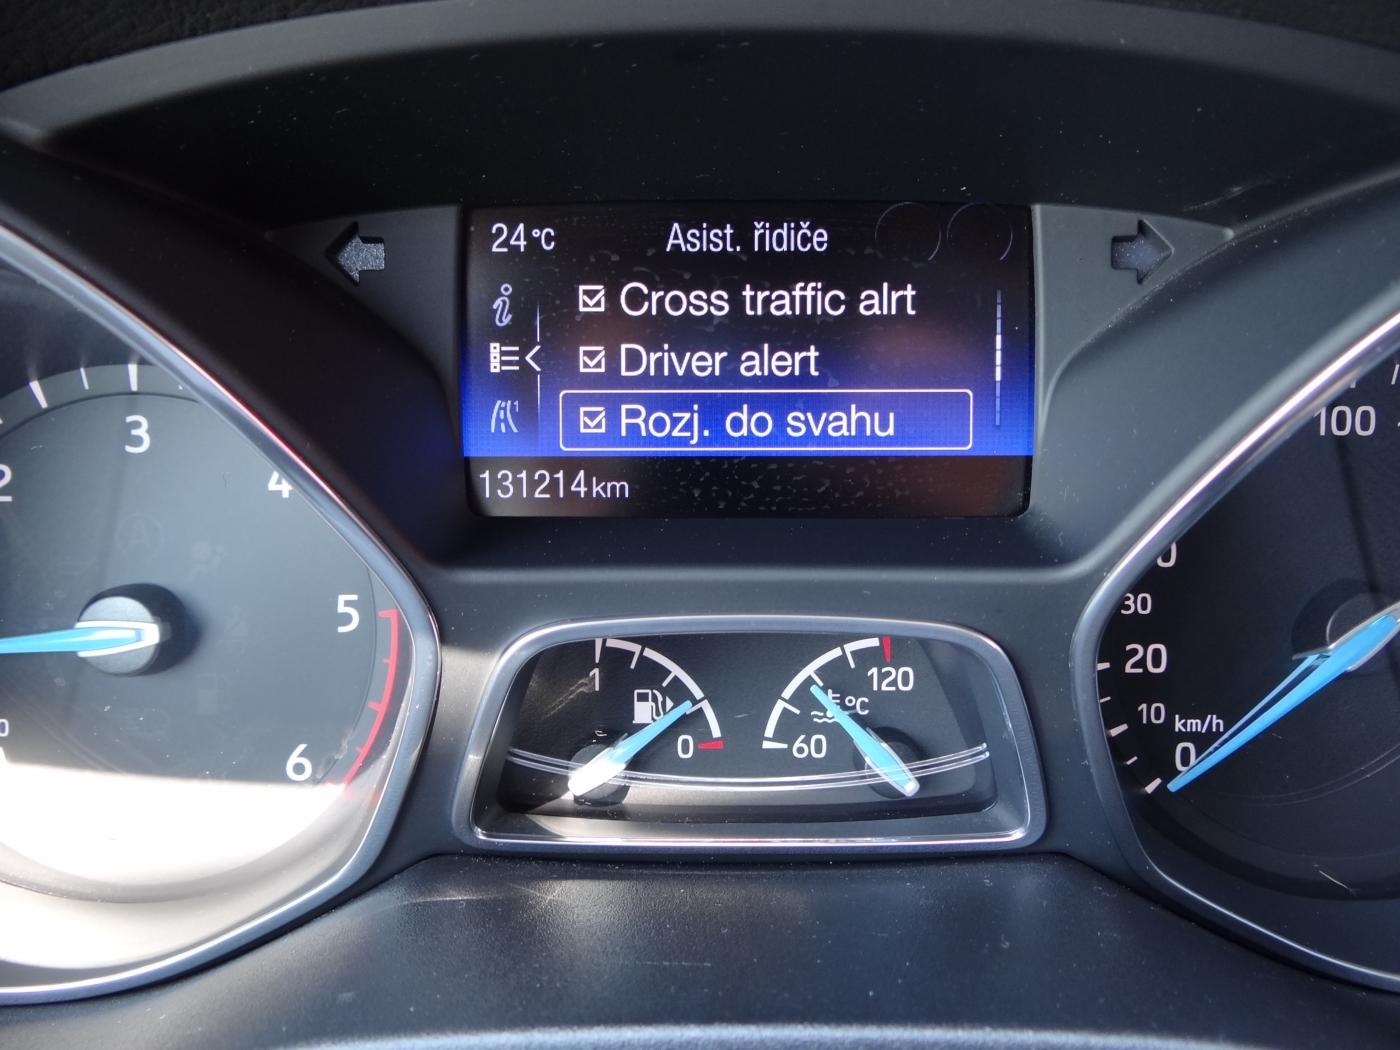 24°C Asist. řidiče
Cross traffic alrt
Driver alert
Rozj. do svahu
131214km
2
3
4
5
6
1
0
120
°C
60
100
30
20
10
km/h
0